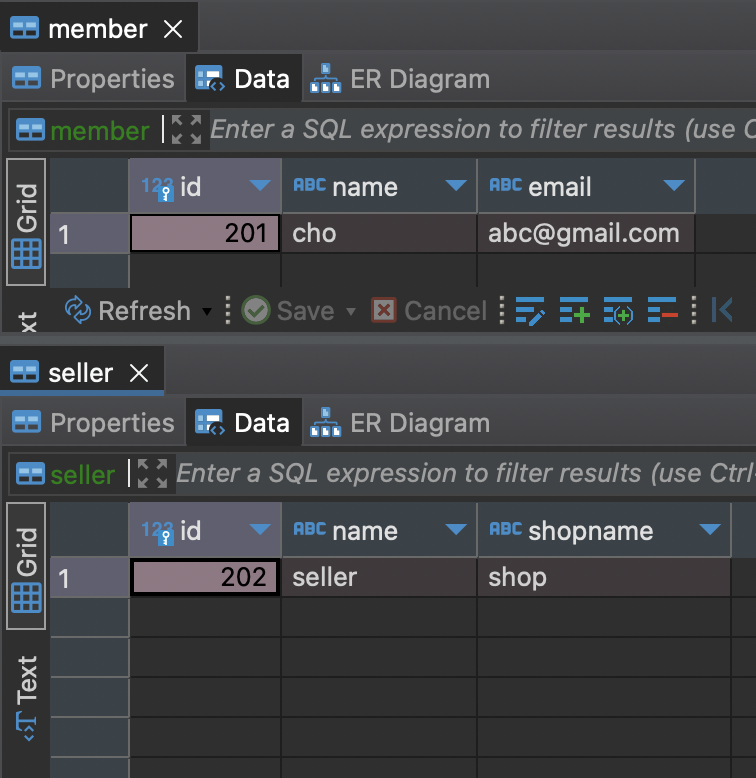 member
Properties Data ER Diagram
member Enter a SQL expression to filter results (use C
Grid
123 id ABC name ABC email
1 201 cho abc@gmail.com
xt
Refresh Save Cancel
seller
Properties Data ER Diagram
seller Enter a SQL expression to filter results (use Ctrl-
Grid
123 id ABC name ABC shopname
1 202 seller shop
Text